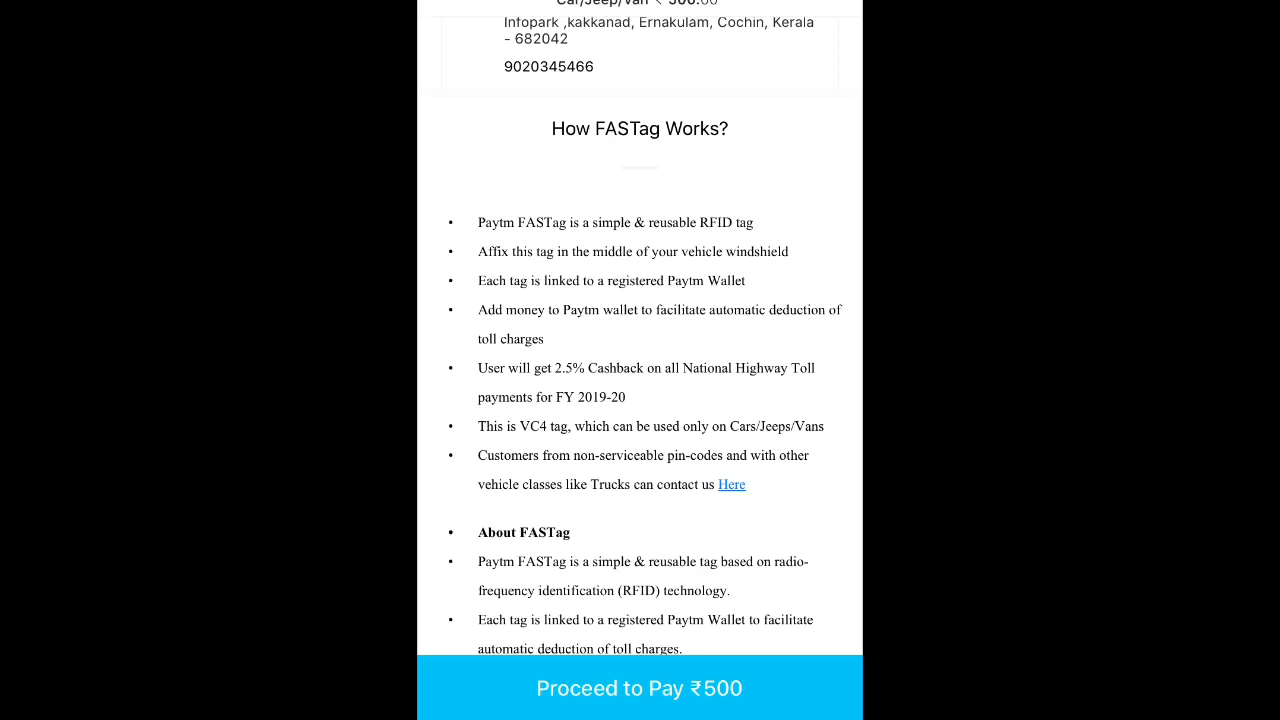 Car/Jeep/Van ₹ 500.00
Infopark ,kakkanad, Ernakulam, Cochin, Kerala
- 682042
9020345466
How FASTag Works?
• Paytm FASTag is a simple & reusable RFID tag
• Affix this tag in the middle of your vehicle windshield
• Each tag is linked to a registered Paytm Wallet
• Add money to Paytm wallet to facilitate automatic deduction of
toll charges
• User will get 2.5% Cashback on all National Highway Toll
payments for FY 2019-20
• This is VC4 tag, which can be used only on Cars/Jeeps/Vans
• Customers from non-serviceable pin-codes and with other
vehicle classes like Trucks can contact us Here
• About FASTag
• Paytm FASTag is a simple & reusable tag based on radio-
frequency identification (RFID) technology.
• Each tag is linked to a registered Paytm Wallet to facilitate
automatic deduction of toll charges.
Proceed to Pay ₹500